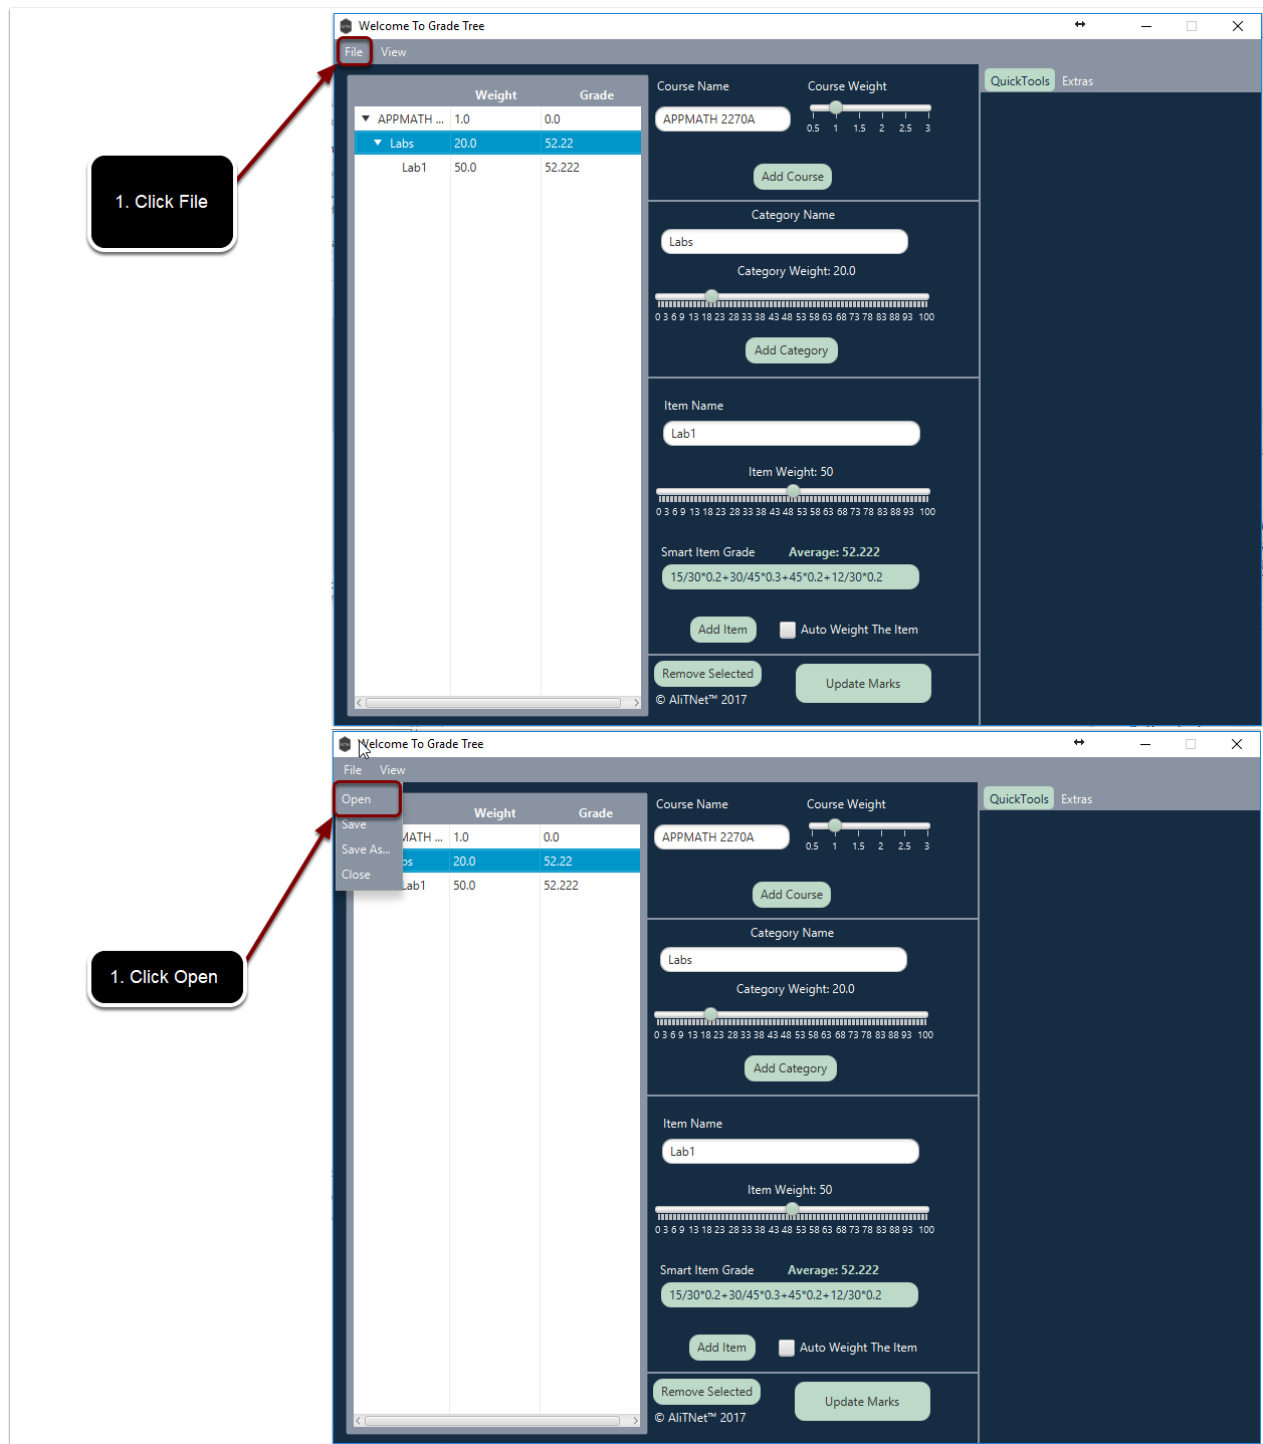 Welcome To Grade Tree
File View
QuickTools Extras
Weight Grade
Course Name Course Weight
APPMATH ... 1.0 0.0
APPMATH 2270A
0.5 1 1.5 2 2.5 3
Labs 20.0 52.22
Lab1 50.0 52.222
Add Course
1. Click File
Category Name
Labs
Category Weight: 20.0
0 3 6 9 13 18 23 28 33 38 43 48 53 58 63 68 73 78 83 88 93 100
Add Category
Item Name
Lab1
Item Weight: 50
0 3 6 9 13 18 23 28 33 38 43 48 53 58 63 68 73 78 83 88 93 100
Smart Item Grade Average: 52.222
15/30*0.2+30/45*0.3+45*0.2+12/30*0.2
Add Item Auto Weight The Item
Remove Selected
Update Marks
© AliTNet™ 2017
Welcome To Grade Tree
File View
Open
Save
Save As...
Close
QuickTools Extras
Weight Grade
Course Name Course Weight
MATH ... 1.0 0.0
APPMATH 2270A
0.5 1 1.5 2 2.5 3
bs 20.0 52.22
Lab1 50.0 52.222
Add Course
Category Name
Labs
1. Click Open
Category Weight: 20.0
0 3 6 9 13 18 23 28 33 38 43 48 53 58 63 68 73 78 83 88 93 100
Add Category
Item Name
Lab1
Item Weight: 50
0 3 6 9 13 18 23 28 33 38 43 48 53 58 63 68 73 78 83 88 93 100
Smart Item Grade Average: 52.222
15/30*0.2+30/45*0.3+45*0.2+12/30*0.2
Add Item Auto Weight The Item
Remove Selected
Update Marks
© AliTNet™ 2017